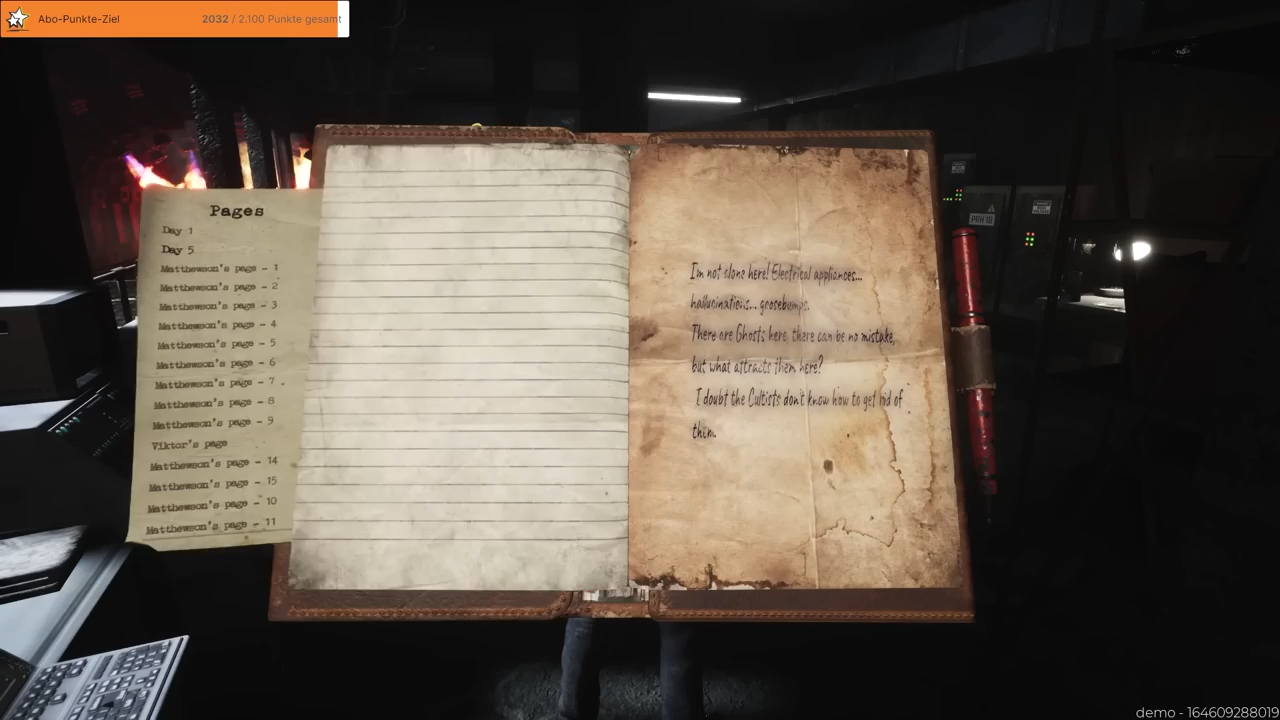 Abo-Punkte-Ziel
2032 / 2.100 Punkte gesamt
Pages
Day 1
Day 5
Matthewson's page - 1
Matthewson's page - 2
Matthewson's page - 3
Matthewson's page - 4
Matthewson's page - 5
Matthewson's page - 6
Matthewson's page - 7
Matthewson's page - 8
Matthewson's page - 9
Viktor's page
Matthewson's page - 14
Matthewson's page - 15
Matthewson's page - 10
Matthewson's page - 11
I'm not alone here! Electrical appliances...
hallucinations... goosebumps.
There are Ghosts here, there can be no mistake,
but what attracts them here?
I doubt the Cultists don't know how to get rid of
them.
PRH 18
demo - 164609288019